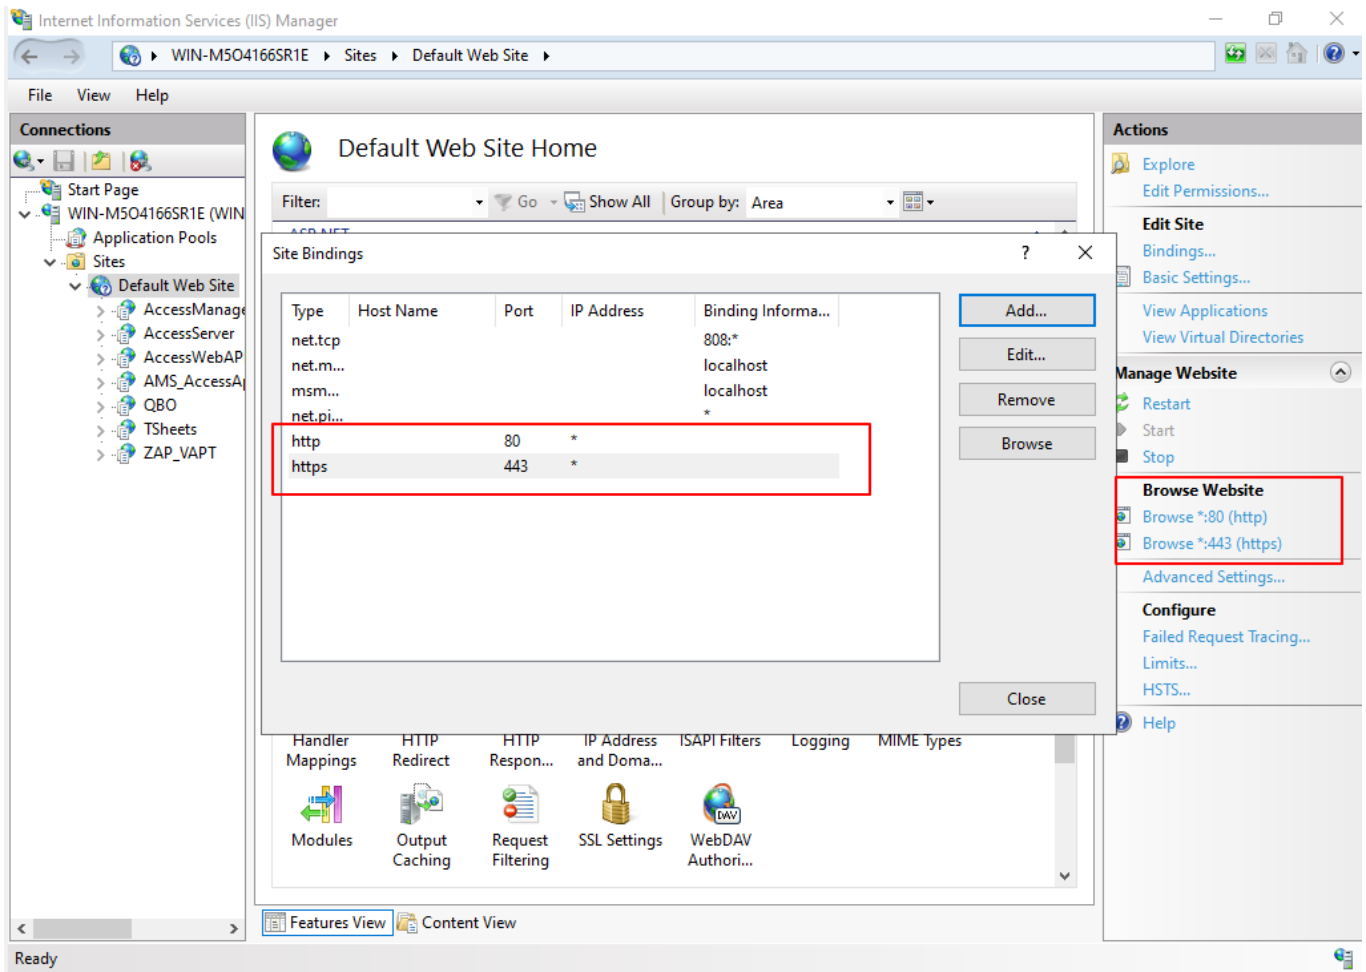 Internet Information Services (IIS) Manager
WIN-M5O4166SR1E Sites Default Web Site
File View Help
Connections
Start Page
WIN-M5O4166SR1E (WIN
Application Pools
Sites
Default Web Site
AccessManage
AccessServer
AccessWebAP
AMS_AccessA
QBO
TSheets
ZAP_VAPT
Default Web Site Home
Filter: Go Show All Group by: Area
ASP.NET
Site Bindings ?
Type Host Name Port IP Address Binding Informa...
net.tcp 808:*
net.m... localhost
msm... localhost
net.pi... *
http 80 *
https 443 *
Add...
Edit...
Remove
Browse
Close
Handler Mappings
HTTP Redirect
HTTP Respon...
IP Address and Doma...
ISAPI Filters
Logging
MIME Types
Modules
Output Caching
Request Filtering
SSL Settings
DAV
WebDAV Authori...
Features View Content View
Actions
Explore
Edit Permissions...
Edit Site
Bindings...
Basic Settings...
View Applications
View Virtual Directories
Manage Website
Restart
Start
Stop
Browse Website
Browse *:80 (http)
Browse *:443 (https)
Advanced Settings...
Configure
Failed Request Tracing...
Limits...
HSTS...
Help
Ready